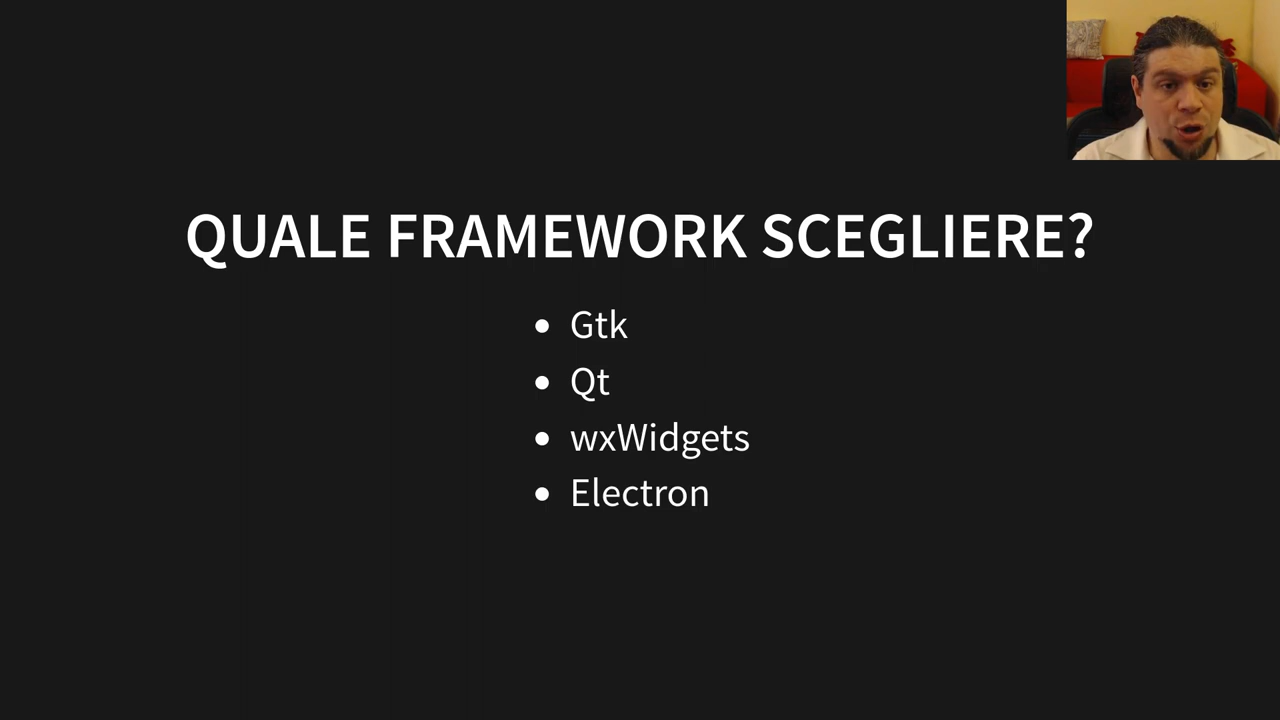 QUALE FRAMEWORK SCEGLIERE?
Gtk
Qt
wxWidgets
Electron